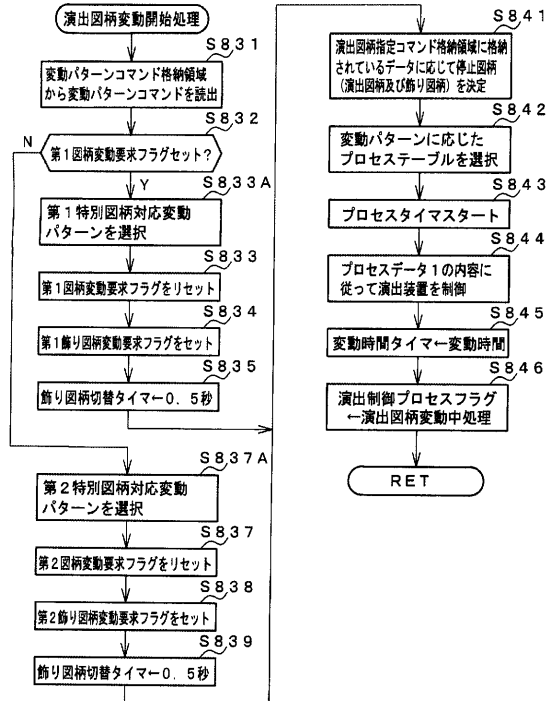 演出図柄変動開始処理
S831
変動パターンコマンド格納領域
から変動パターンコマンドを読出
S832
N
第1図柄変動要求フラグセット?
Y
S833A
第1特別図柄対応変動
パターンを選択
S833
第1図柄変動要求フラグをリセット
S834
第1飾り図柄変動要求フラグをセット
S835
飾り図柄切替タイマ←0.5秒
S837A
第2特別図柄対応変動
パターンを選択
S837
第2図柄変動要求フラグをリセット
S838
第2飾り図柄変動要求フラグをセット
S839
飾り図柄切替タイマ←0.5秒
S841
演出図柄指定コマンド格納領域に格納
されているデータに応じて停止図柄
(演出図柄及び飾り図柄)を決定
S842
変動パターンに応じた
プロセステーブルを選択
S843
プロセスタイマスタート
S844
プロセスデータ1の内容に
従って演出装置を制御
S845
変動時間タイマ←変動時間
S846
演出制御プロセスフラグ
←演出図柄変動中処理
RET